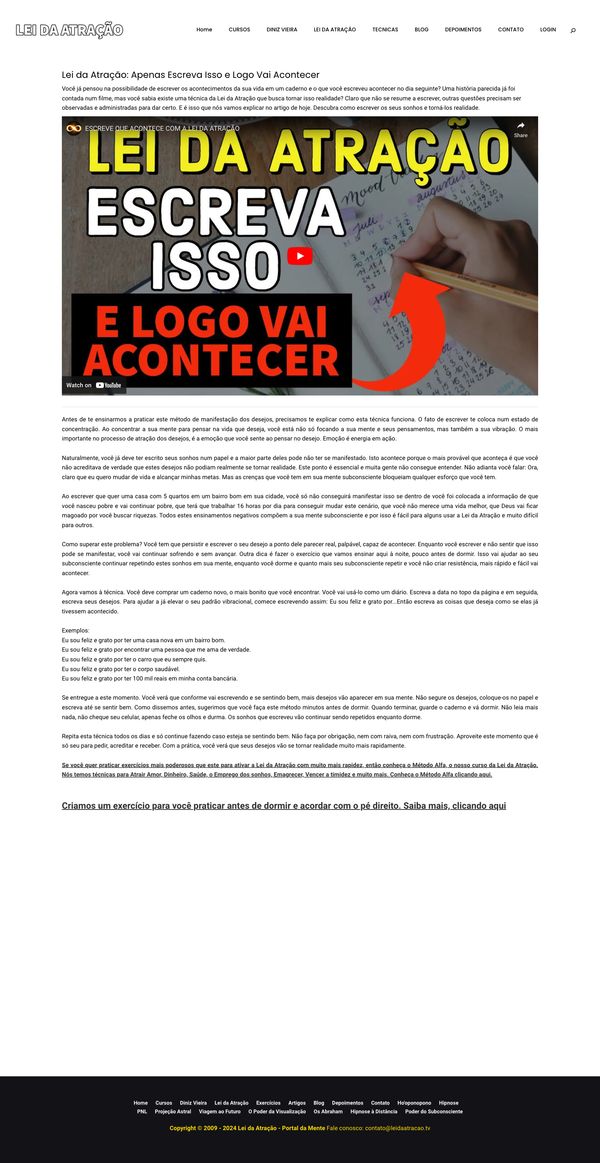 LEI DA ATRAÇÃO
Home CURSOS DINIZ VIEIRA LEI DA ATRAÇÃO TECNICAS BLOG DEPOIMENTOS CONTATO LOGIN
Lei da Atração: Apenas Escreva Isso e Logo Vai Acontecer
Você já pensou na possibilidade de escrever os acontecimentos da sua vida em um caderno e o que você escreveu acontecer no dia seguinte? Uma história parecida já foi
contada num filme, mas você sabia existe uma técnica da Lei da Atração que busca tornar isso realidade? Claro que não se resume a escrever, outras questões precisam ser
observadas e administradas para dar certo. E é isso que nós vamos explicar no artigo de hoje. Descubra como escrever os seus sonhos e torná-los realidade.
ESCREVE QUE ACONTECE COM A LEI DA ATRAÇÃO
Share
LEI DA ATRAÇÃO
ESCREVA
ISSO
E LOGO VAI
ACONTECER
Watch on YouTube
Antes de te ensinarmos a praticar este método de manifestação dos desejos, precisamos te explicar como esta técnica funciona. O fato de escrever te coloca num estado de
concentração. Ao concentrar a sua mente para pensar na vida que deseja, você está não só focando a sua mente e seus pensamentos, mas também a sua vibração. O mais
importante no processo de atração dos desejos, é a emoção que você sente ao pensar no desejo. Emoção é energia em ação.
Naturalmente, você já deve ter escrito seus sonhos num papel e a maior parte deles pode não ter se manifestado. Isto acontece porque o mais provável que aconteça é que você
não acreditava de verdade que estes desejos não podiam realmente se tornar realidade. Este ponto é essencial e muita gente não consegue entender. Não adianta você falar: Ora,
claro que eu quero mudar de vida e alcançar minhas metas. Mas as crenças que você tem em sua mente subconsciente bloqueiam qualquer esforço que você tem.
Ao escrever que quer uma casa com 5 quartos em um bairro bom em sua cidade, você só não conseguirá manifestar isso se dentro de você foi colocada a informação de que
você nasceu pobre e vai continuar pobre, que terá que trabalhar 16 horas por dia para conseguir mudar este cenário, que você não merece uma vida melhor, que Deus vai ficar
magoado por você buscar riquezas. Todos estes ensinamentos negativos compõem a sua mente subconsciente e por isso é fácil para alguns usar a Lei da Atração e muito difícil
para outros.
Como superar este problema? Você tem que persistir e escrever o seu desejo a ponto dele parecer real, palpável, capaz de acontecer. Enquanto você escrever e não sentir que isso
pode se manifestar, você vai continuar sofrendo e sem avançar. Outra dica é fazer o exercício que vamos ensinar aqui à noite, pouco antes de dormir. Isso vai ajudar ao seu
subconsciente continuar repetindo estes sonhos em sua mente, enquanto você dorme e quanto mais seu subconsciente repetir e você não criar resistência, mais rápido e fácil vai
acontecer.
Agora vamos à técnica. Você deve comprar um caderno novo, o mais bonito que você encontrar. Você vai usá-lo como um diário. Escreva a data no topo da página e em seguida,
escreva seus desejos. Para ajudar a já elevar o seu padrão vibracional, comece escrevendo assim: Eu sou feliz e grato por...Então escreva as coisas que deseja como se elas já
tivessem acontecido.
Exemplos:
Eu sou feliz e grato por ter uma casa nova em um bairro bom.
Eu sou feliz e grato por encontrar uma pessoa que me ama de verdade.
Eu sou feliz e grato por ter o carro que eu sempre quis.
Eu sou feliz e grato por ter o corpo saudável.
Eu sou feliz e grato por ter 100 mil reais em minha conta bancária.
Se entregue a este momento. Você verá que conforme vai escrevendo e se sentindo bem, mais desejos vão aparecer em sua mente. Não segure os desejos, coloque-os no papel e
escreva até se sentir bem. Como dissemos antes, sugerimos que você faça este método minutos antes de dormir. Quando terminar, guarde o caderno e vá dormir. Não leia mais
nada, não cheque seu celular, apenas feche os olhos e durma. Os sonhos que escreveu vão continuar sendo repetidos enquanto dorme.
Repita esta técnica todos os dias e só continue fazendo caso esteja se sentindo bem. Não faça por obrigação, nem com raiva, nem com frustração. Aproveite este momento que é
só seu para pedir, acreditar e receber. Com a prática, você verá que seus desejos vão se tornar realidade muito mais rapidamente.
Se você quer praticar exercícios mais poderosos que este para ativar a Lei da Atração com muito mais rapidez, então conheça o Método Alfa, o nosso curso da Lei da Atração.
Nós temos técnicas para Atrair Amor, Dinheiro, Saúde, o Emprego dos sonhos, Emagrecer, Vencer a timidez e muito mais. Conheça o Método Alfa clicando aqui.
Criamos um exercício para você praticar antes de dormir e acordar com o pé direito. Saiba mais, clicando aqui
Home Cursos Diniz Vieira Lei da Atração Exercícios Artigos Blog Depoimentos Contato Ho'oponopono Hipnose
PNL Projeção Astral Viagem ao Futuro O Poder da Visualização Os Abraham Hipnose à Distância Poder do Subconsciente
Copyright © 2009 - 2024 Lei da Atração - Portal da Mente Fale conosco: contato@leidaatracao.tv